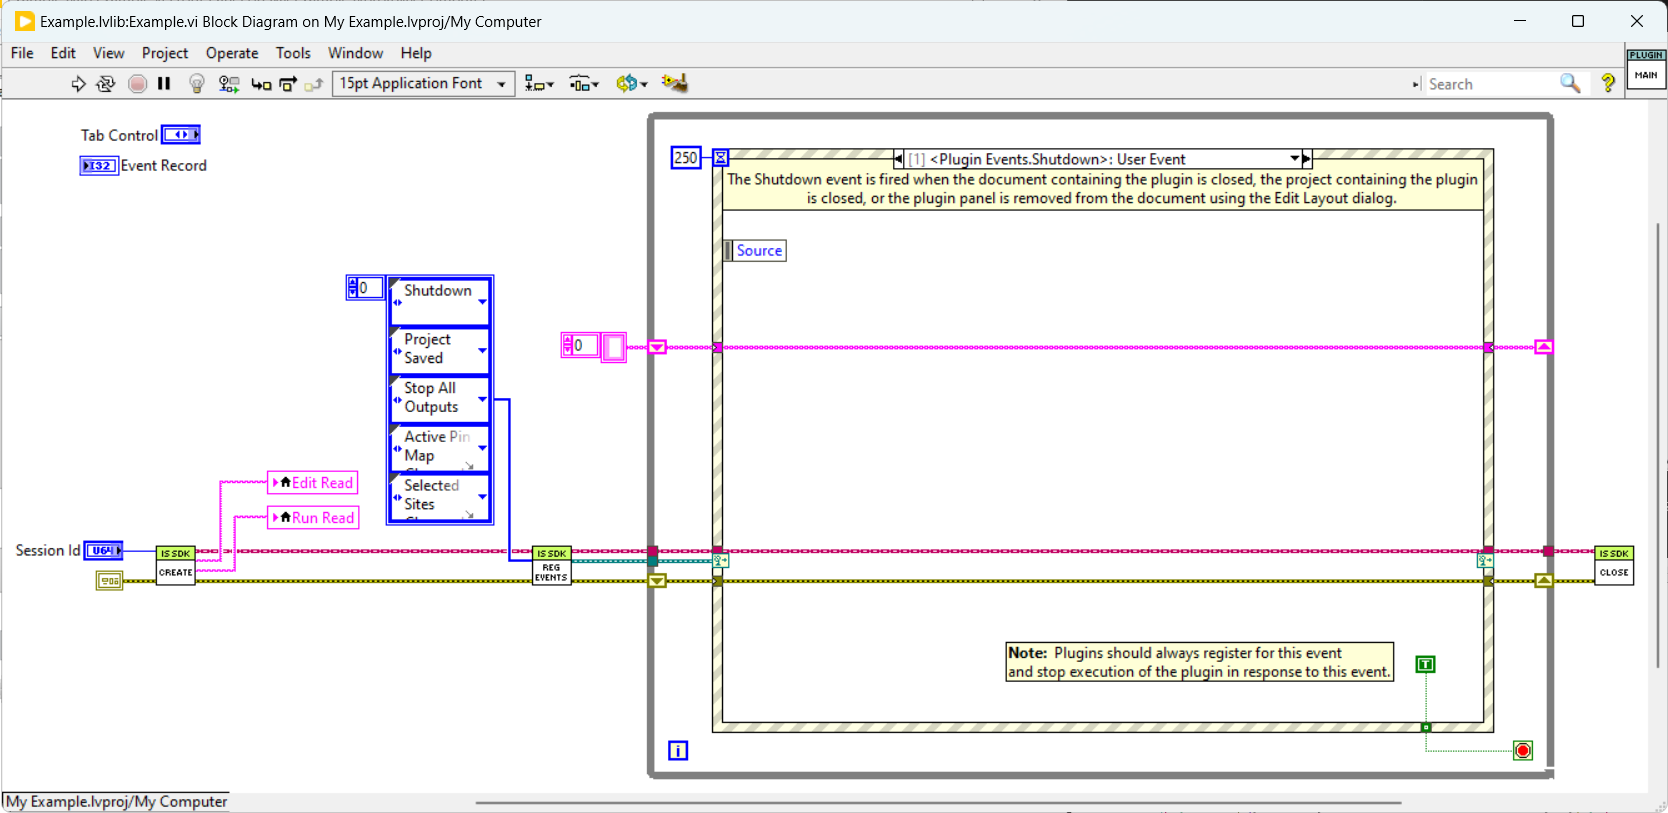 Example.lvlib:Example.vi Block Diagram on My Example.lvproj/My Computer
File Edit View Project Operate Tools Window Help
15pt Application Font
Search
PLUGIN
MAIN
Tab Control
I32 Event Record
250
[1] <Plugin Events.Shutdown>: User Event
The Shutdown event is fired when the document containing the plugin is closed, the project containing the plugin
is closed, or the plugin panel is removed from the document using the Edit Layout dialog.
Source
0
Shutdown
Project
Saved
Stop All
Outputs
Active Pin
Map
Selected
Sites
0
Edit Read
Run Read
Session Id U64
IS SDK
CREATE
IS SDK
REG
EVENTS
IS SDK
CLOSE
Note: Plugins should always register for this event
and stop execution of the plugin in response to this event.
T
i
My Example.lvproj/My Computer